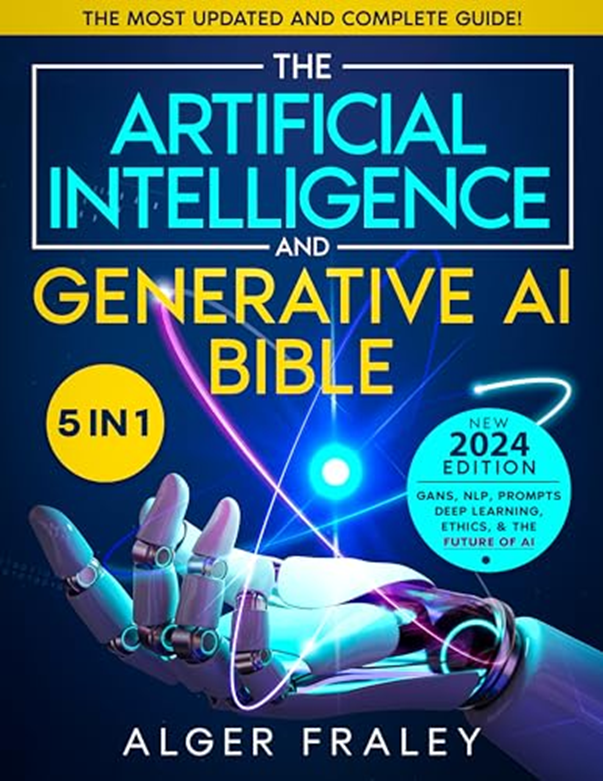 THE MOST UPDATED AND COMPLETE GUIDE!
THE
ARTIFICIAL
INTELLIGENCE
AND
GENERATIVE AI
BIBLE
5 IN 1
NEW
2024
EDITION
GANS, NLP, PROMPTS
DEEP LEARNING,
ETHICS, & THE
FUTURE OF AI
ALGER FRALEY